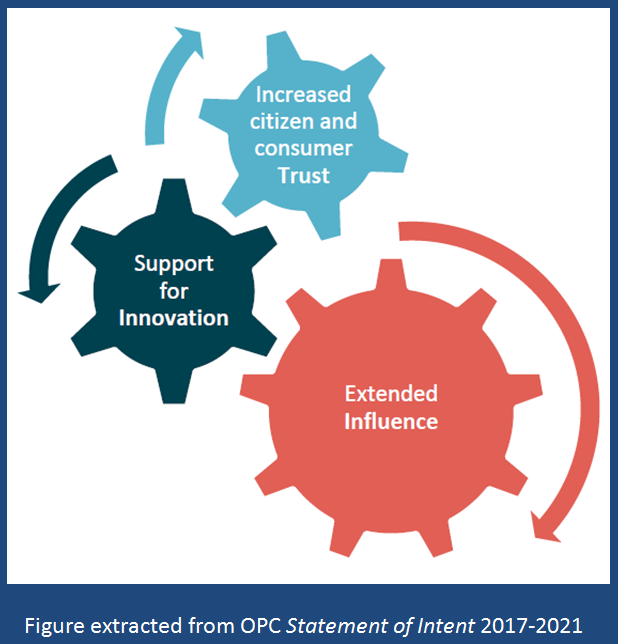 Increased
citizen and
consumer
Trust
Support
for
Innovation
Extended
Influence
Figure extracted from OPC Statement of Intent 2017-2021